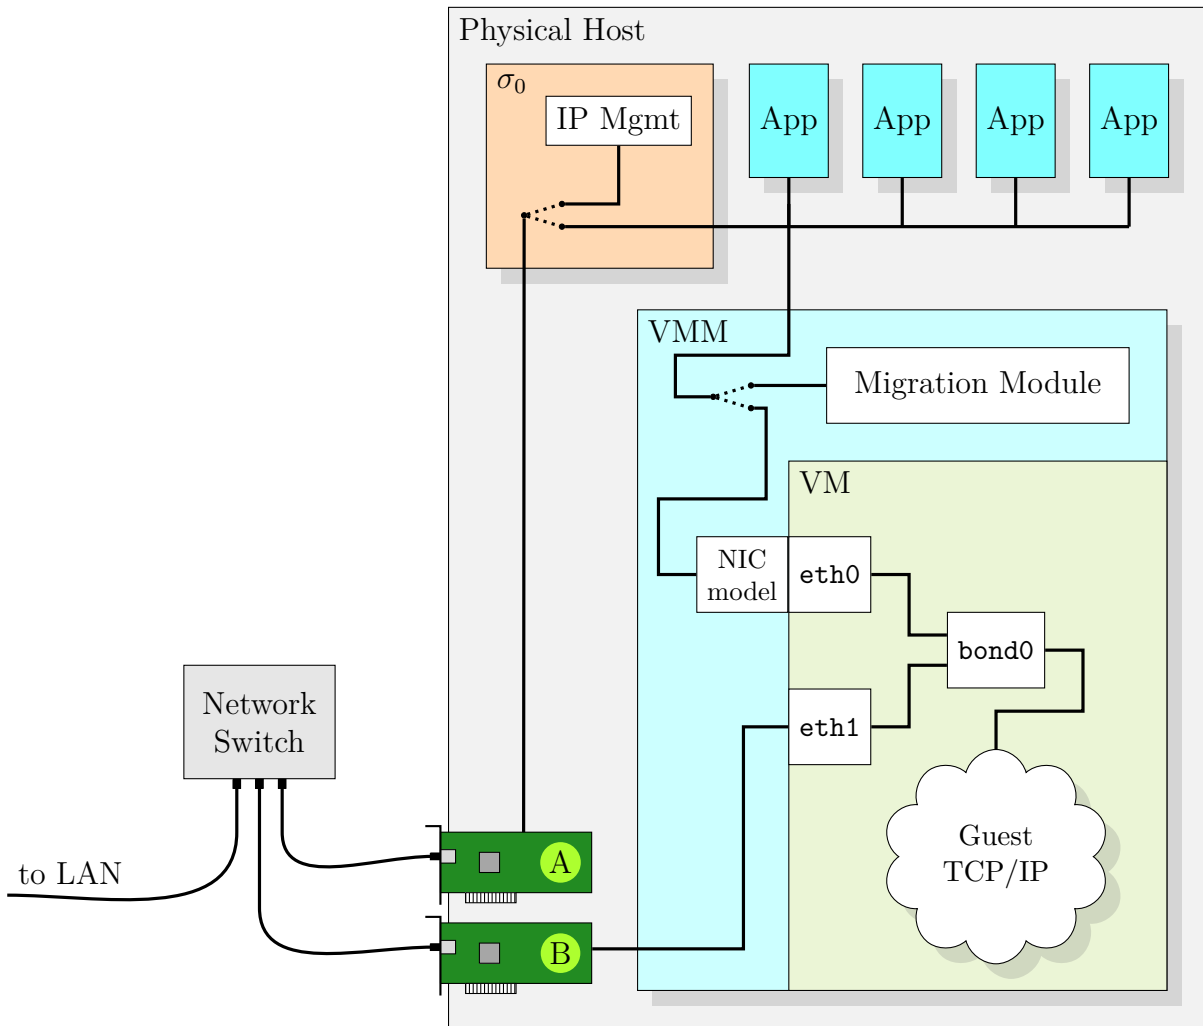 Physical Host
σ0
IP Mgmt
App
App
App
App
VMM
Migration Module
VM
NIC
model
eth0
bond0
Network
Switch
eth1
Guest
TCP/IP
to LAN
A
B